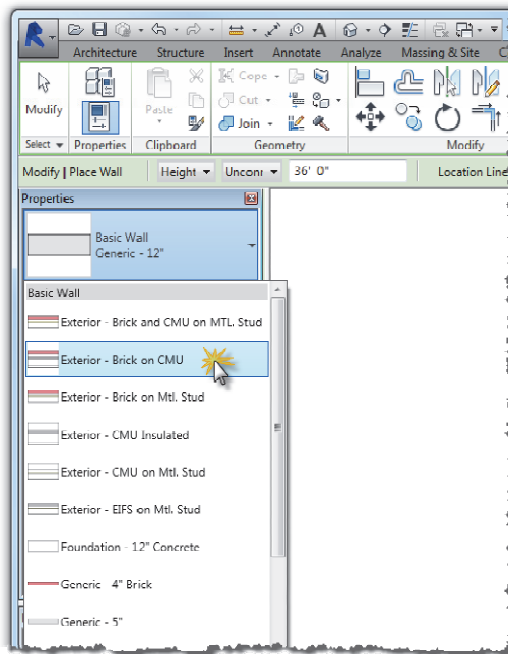 Architecture Structure Insert Annotate Analyze Massing & Site
Modify Paste Cope
Cut
Join
Select Properties Clipboard Geometry Modify
Modify | Place Wall Height Unconr 36' 0" Location Line
Properties
Basic Wall
Generic - 12"
Basic Wall
Exterior - Brick and CMU on MTL. Stud
Exterior - Brick on CMU
Exterior - Brick on Mtl. Stud
Exterior - CMU Insulated
Exterior - CMU on Mtl. Stud
Exterior - EIFS on Mtl. Stud
Foundation - 12" Concrete
Generic - 4" Brick
Generic - 5"